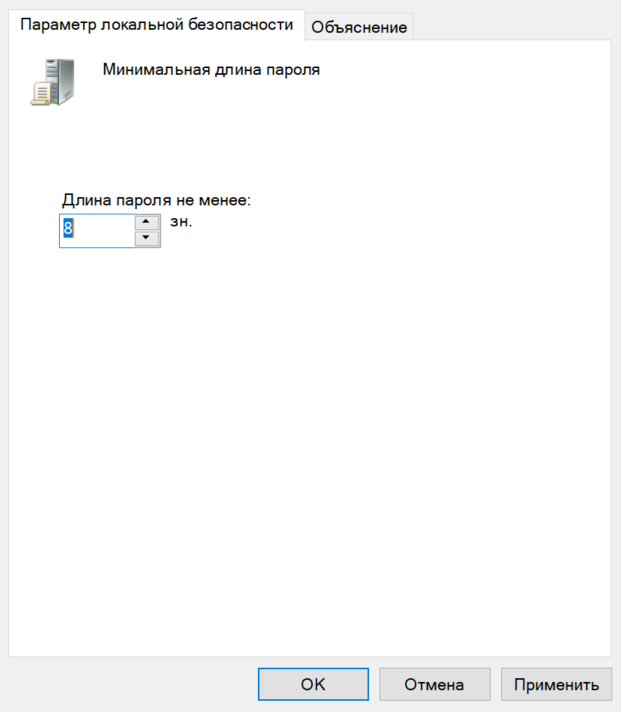 Параметр локальной безопасности
Объяснение
Минимальная длина пароля
Длина пароля не менее:
8
зн.
OK
Отмена
Применить